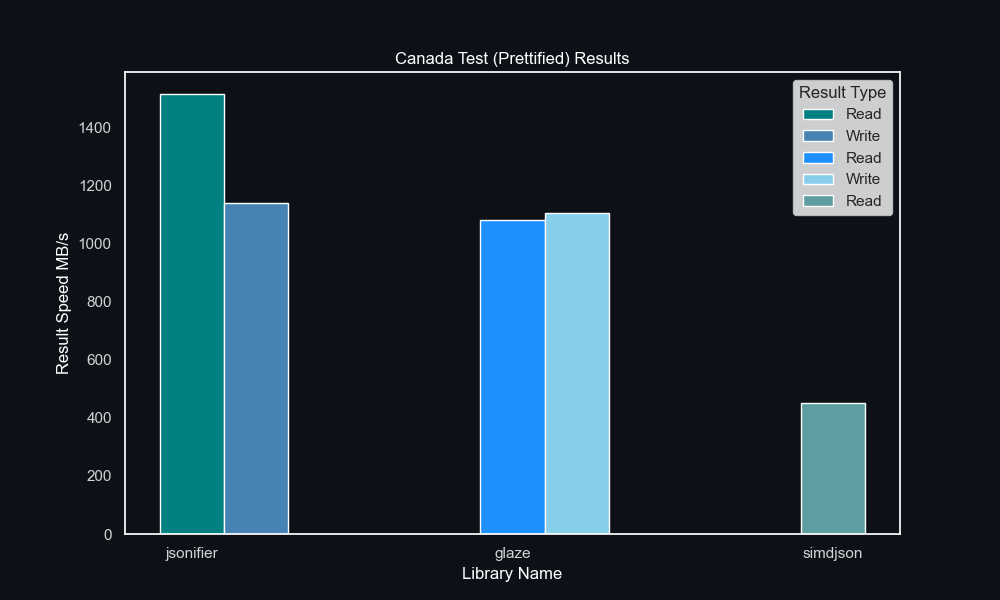 Canada Test (Prettified) Results
Result Type
Read
Write
Read
Write
Read
Result Speed MB/s
1400
1200
1000
800
600
400
200
0
jsonifier glaze simdjson
Library Name